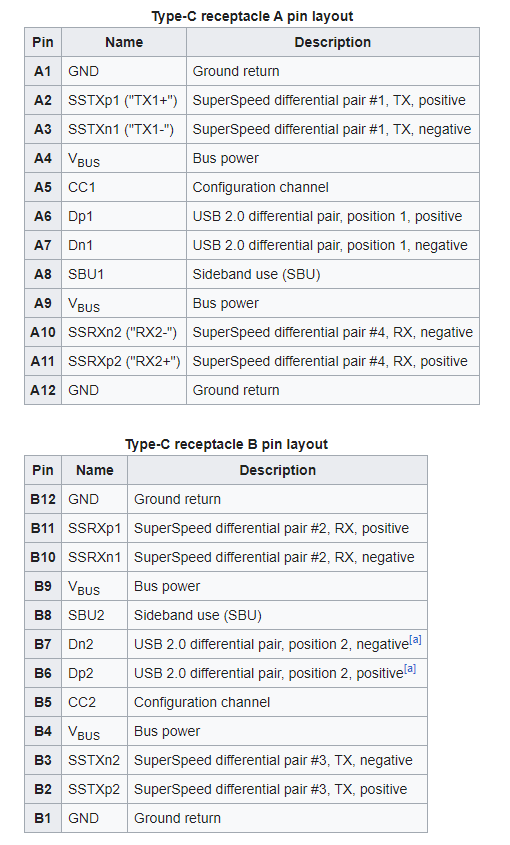 Type-C receptacle A pin layout
Pin Name Description
A1 GND Ground return
A2 SSTXp1 ("TX1+") SuperSpeed differential pair #1, TX, positive
A3 SSTXn1 ("TX1-") SuperSpeed differential pair #1, TX, negative
A4 VBUS Bus power
A5 CC1 Configuration channel
A6 Dp1 USB 2.0 differential pair, position 1, positive
A7 Dn1 USB 2.0 differential pair, position 1, negative
A8 SBU1 Sideband use (SBU)
A9 VBUS Bus power
A10 SSRXn2 ("RX2-") SuperSpeed differential pair #4, RX, negative
A11 SSRXp2 ("RX2+") SuperSpeed differential pair #4, RX, positive
A12 GND Ground return
Type-C receptacle B pin layout
Pin Name Description
B12 GND Ground return
B11 SSRXp1 SuperSpeed differential pair #2, RX, positive
B10 SSRXn1 SuperSpeed differential pair #2, RX, negative
B9 VBUS Bus power
B8 SBU2 Sideband use (SBU)
B7 Dn2 USB 2.0 differential pair, position 2, negative[a]
B6 Dp2 USB 2.0 differential pair, position 2, positive[a]
B5 CC2 Configuration channel
B4 VBUS Bus power
B3 SSTXn2 SuperSpeed differential pair #3, TX, negative
B2 SSTXp2 SuperSpeed differential pair #3, TX, positive
B1 GND Ground return